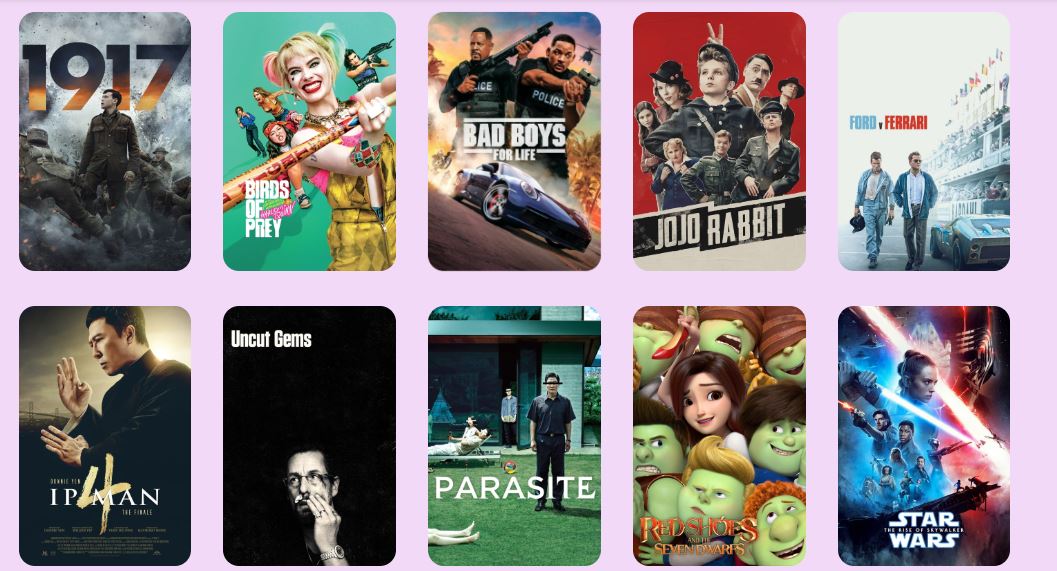 1917
BIRDS
OF
PREY
POLICE
POLICE
BAD BOYS
FOR LIFE
JOJO RABBIT
FORD v FERRARI
DONNIE YEN
IP MAN 4
THE FINALE
Uncut Gems
PARASITE
RED SHOES
AND THE
SEVEN DWARFS
STAR
THE RISE OF SKYWALKER
WARS